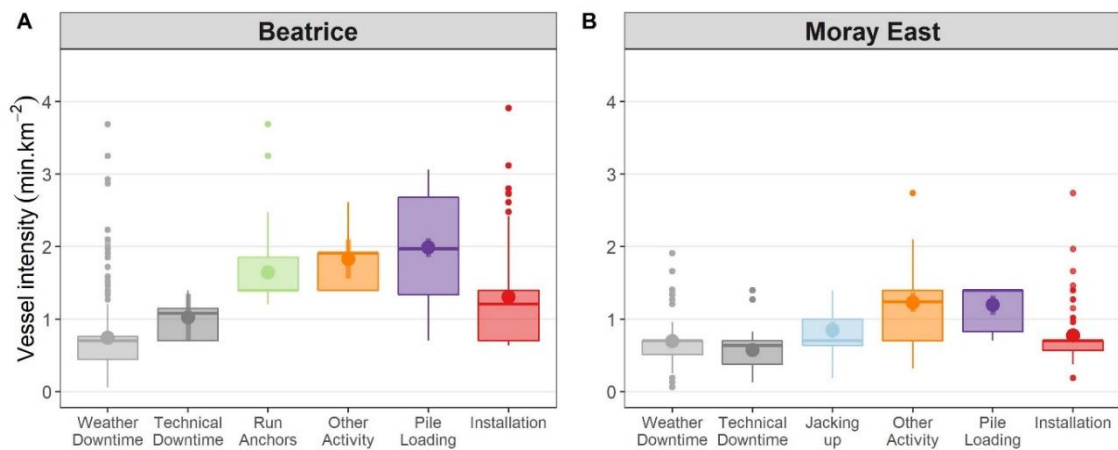 A
Beatrice
Vessel intensity (min.km⁻²)
4
3
2
1
0
Weather
Downtime
Technical
Downtime
Run
Anchors
Other
Activity
Pile
Loading
Installation
B
Moray East
4
3
2
1
0
Weather
Downtime
Technical
Downtime
Jacking
up
Other
Activity
Pile
Loading
Installation